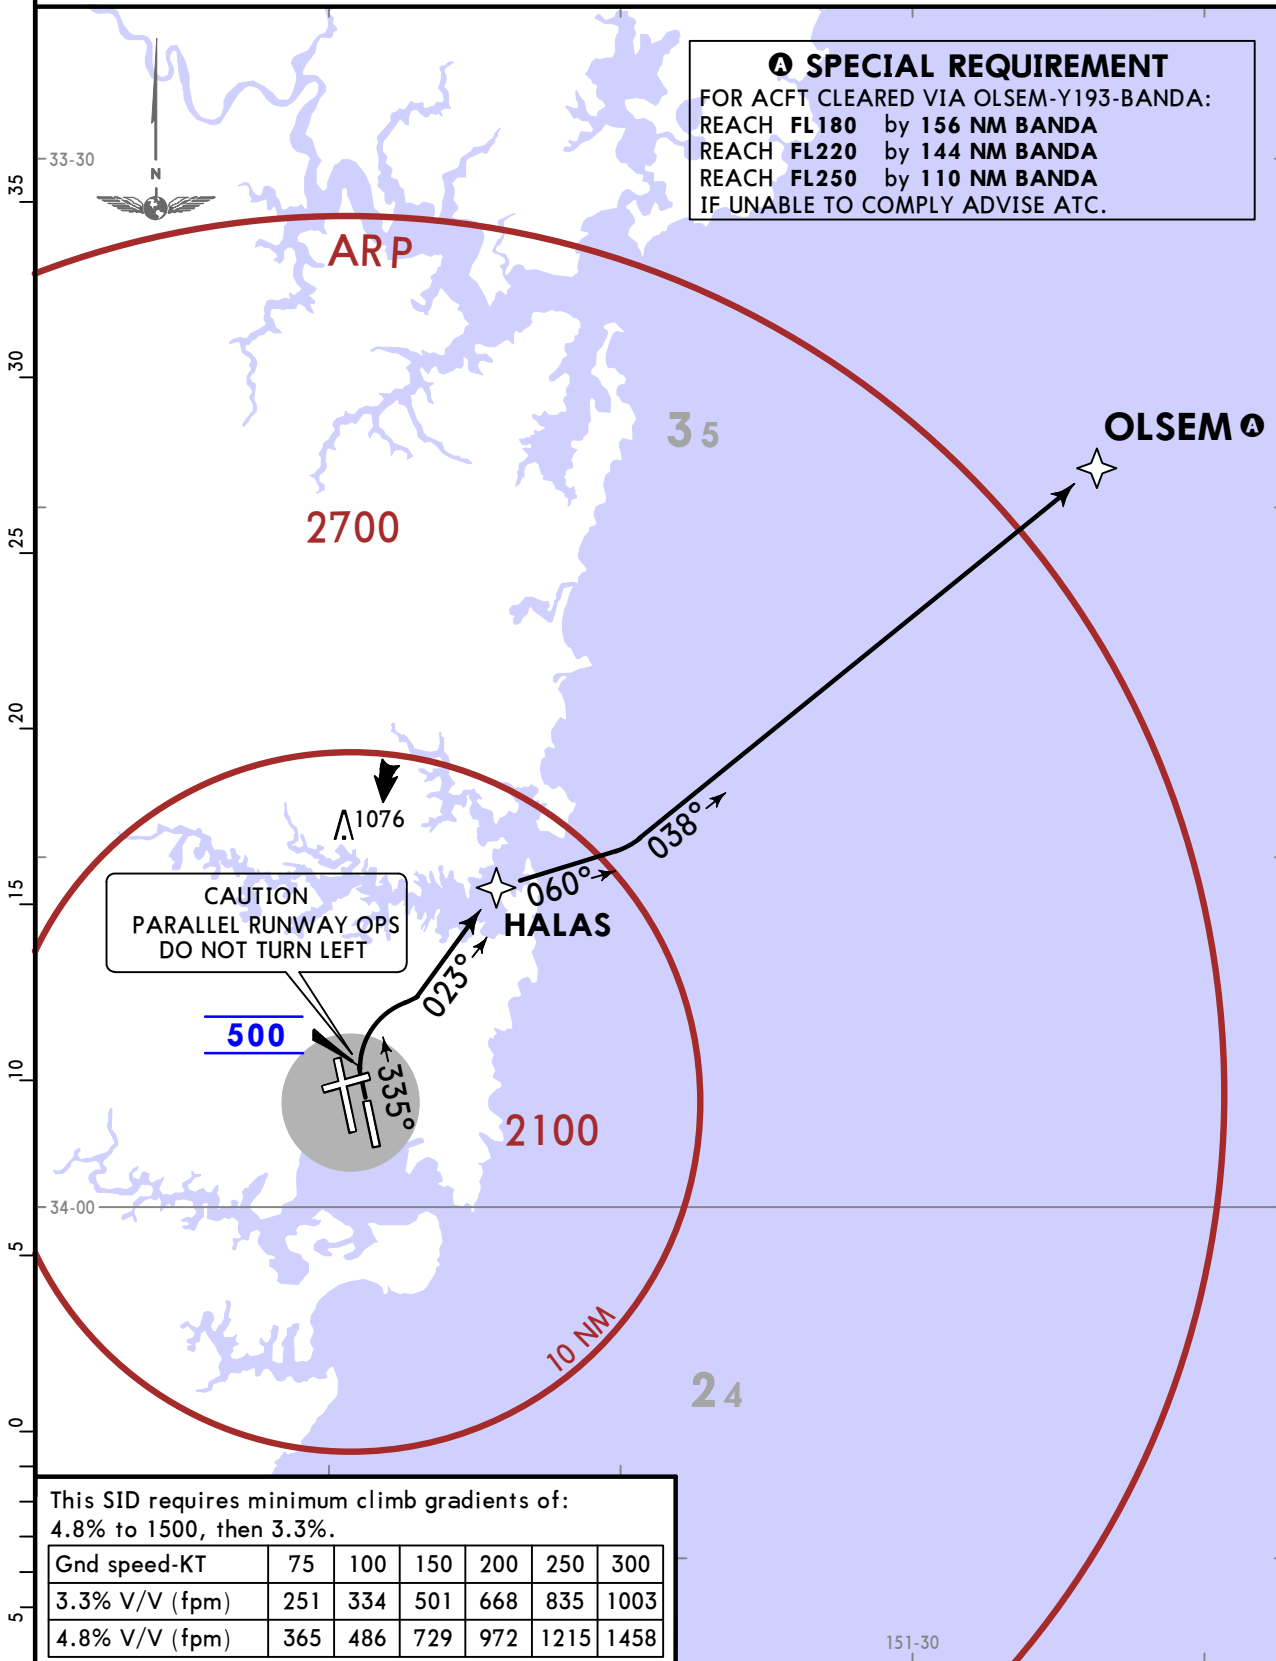 Ⓐ SPECIAL REQUIREMENT
FOR ACFT CLEARED VIA OLSEM-Y193-BANDA:
REACH FL180 by 156 NM BANDA
REACH FL220 by 144 NM BANDA
REACH FL250 by 110 NM BANDA
IF UNABLE TO COMPLY ADVISE ATC.
33-30
N
35
ARP
30
35
OLSEM Ⓐ
2700
25
20
1076
038°
15
060°
HALAS
CAUTION
PARALLEL RUNWAY OPS
DO NOT TURN LEFT
023°
500
335°
10
2100
34-00
5
10 NM
24
0
This SID requires minimum climb gradients of:
4.8% to 1500, then 3.3%.
Gnd speed-KT 75 100 150 200 250 300
3.3% V/V (fpm) 251 334 501 668 835 1003
4.8% V/V (fpm) 365 486 729 972 1215 1458
5
151-30